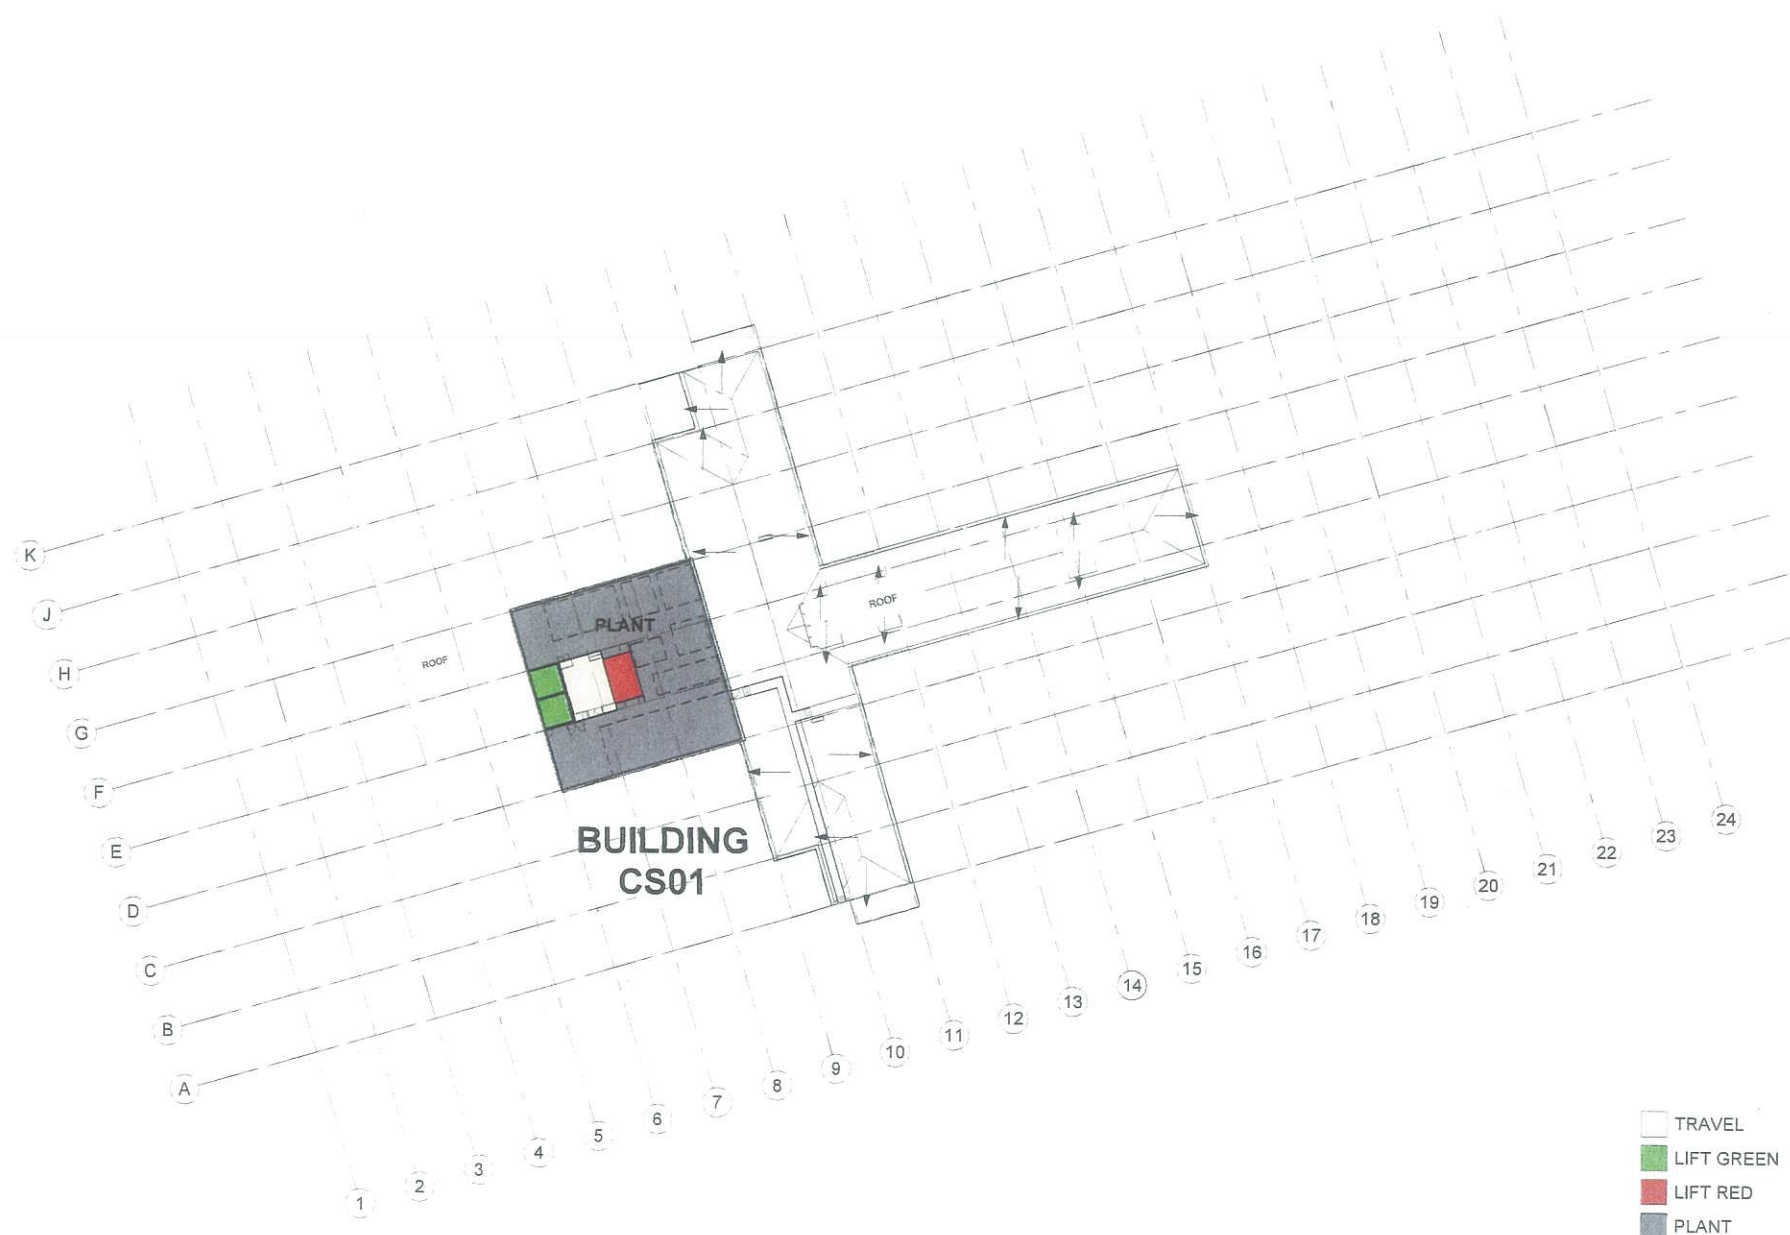 K
J
H
G
F
E
D
C
B
A
ROOF
PLANT
ROOF
BUILDING
CS01
1
2
3
4
5
6
7
8
9
10
11
12
13
14
15
16
17
18
19
20
21
22
23
24
TRAVEL
LIFT GREEN
LIFT RED
PLANT